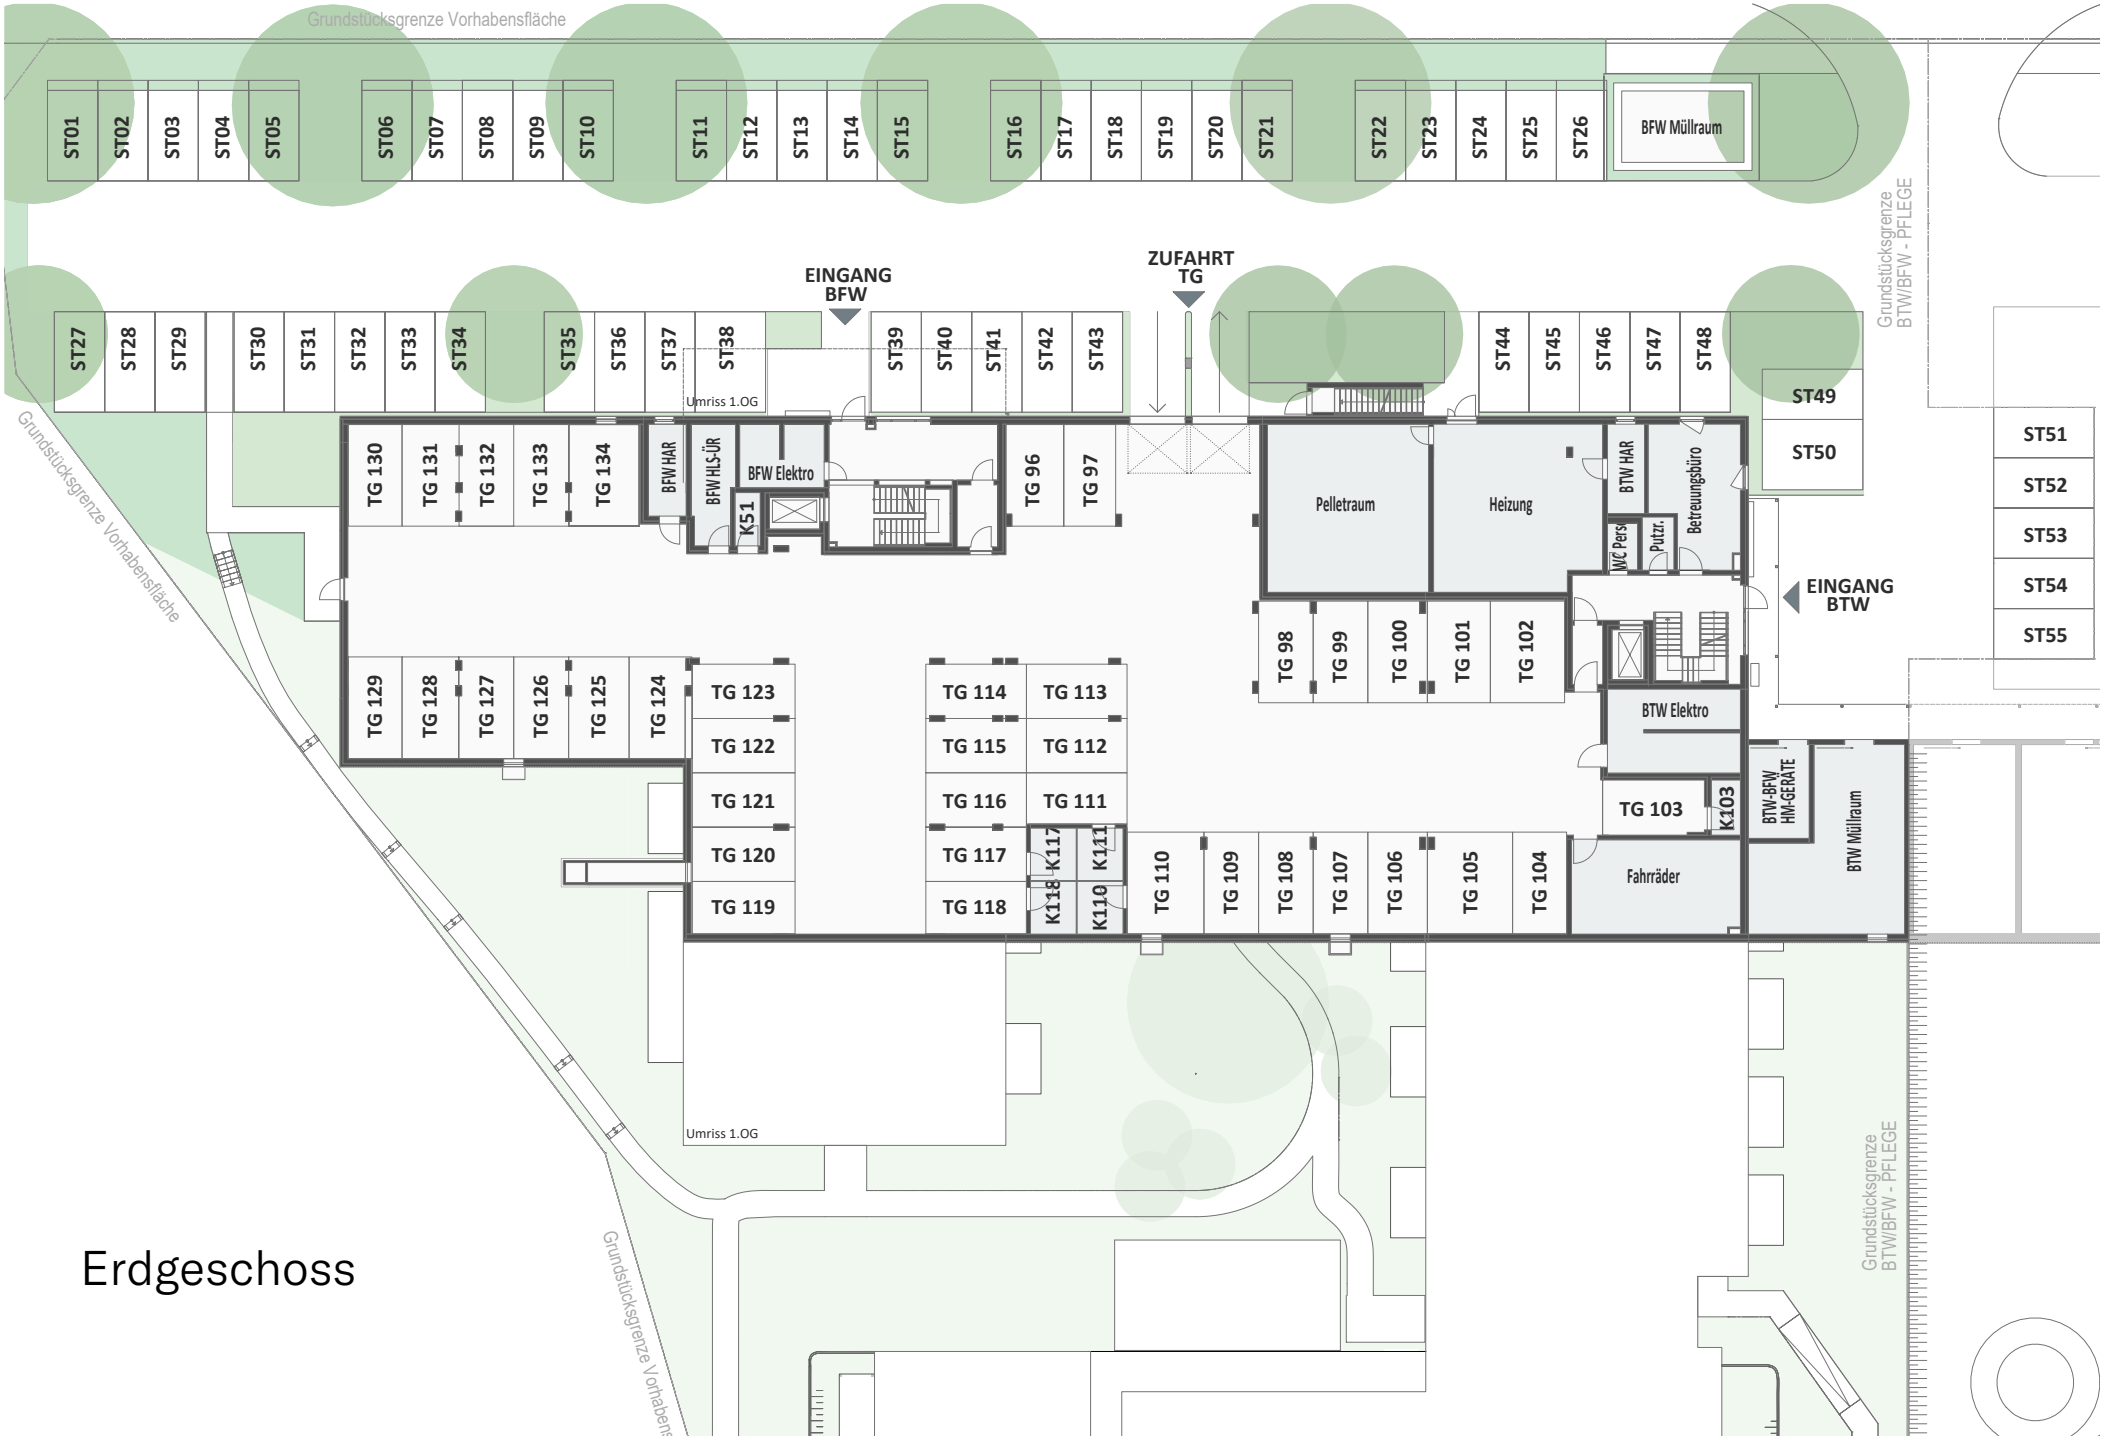 Grundstücksgrenze Vorhabensfläche
ST01
ST02
ST03
ST04
ST05
ST06
ST07
ST08
ST09
ST10
ST11
ST12
ST13
ST14
ST15
ST16
ST17
ST18
ST19
ST20
ST21
ST22
ST23
ST24
ST25
ST26
BFW Müllraum
Grundstücksgrenze
BTW/BFW - PFLEGE
EINGANG
BFW
ZUFAHRT
TG
ST27
ST28
ST29
ST30
ST31
ST32
ST33
ST34
ST35
ST36
ST37
ST38
ST39
ST40
ST41
ST42
ST43
ST44
ST45
ST46
ST47
ST48
ST49
ST50
ST51
ST52
ST53
ST54
ST55
Umriss 1.OG
Grundstücksgrenze Vorhabensfläche
TG 130
TG 131
TG 132
TG 133
TG 134
BFW HAR
BFW HLS-ÜR
BFW Elektro
K51
TG 96
TG 97
Pelletraum
Heizung
BTW HAR
Betreuungsbüro
WC Pers
Putzr.
EINGANG
BTW
TG 98
TG 99
TG 100
TG 101
TG 102
TG 129
TG 128
TG 127
TG 126
TG 125
TG 124
TG 123
TG 122
TG 121
TG 120
TG 119
TG 114
TG 113
TG 115
TG 112
TG 116
TG 111
TG 117
TG 118
K117
K111
K118
K110
TG 110
TG 109
TG 108
TG 107
TG 106
TG 105
TG 104
BTW Elektro
TG 103
K103
Fahrräder
BTW-BFW
HM-GERÄTE
BTW Müllraum
Umriss 1.OG
Grundstücksgrenze
BTW/BFW - PFLEGE
Erdgeschoss
Grundstücksgrenze Vorhabens